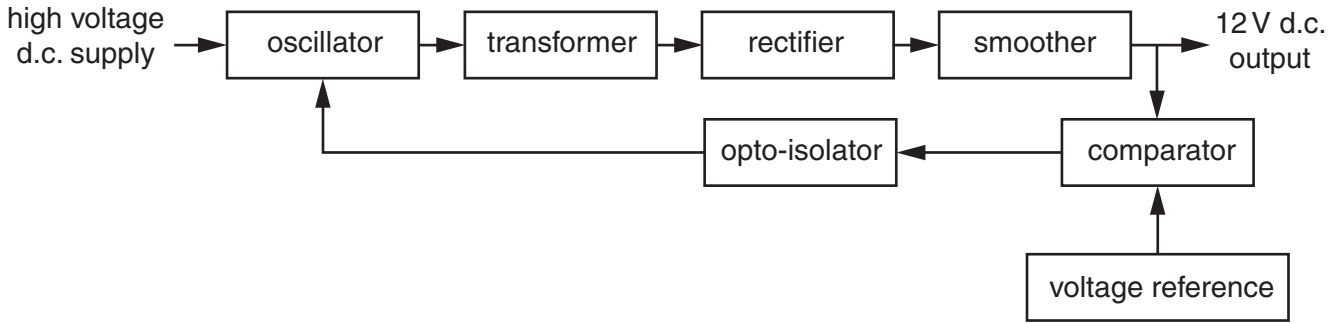 high voltage
d.c. supply
oscillator
transformer
rectifier
smoother
12 V d.c.
output
opto-isolator
comparator
voltage reference